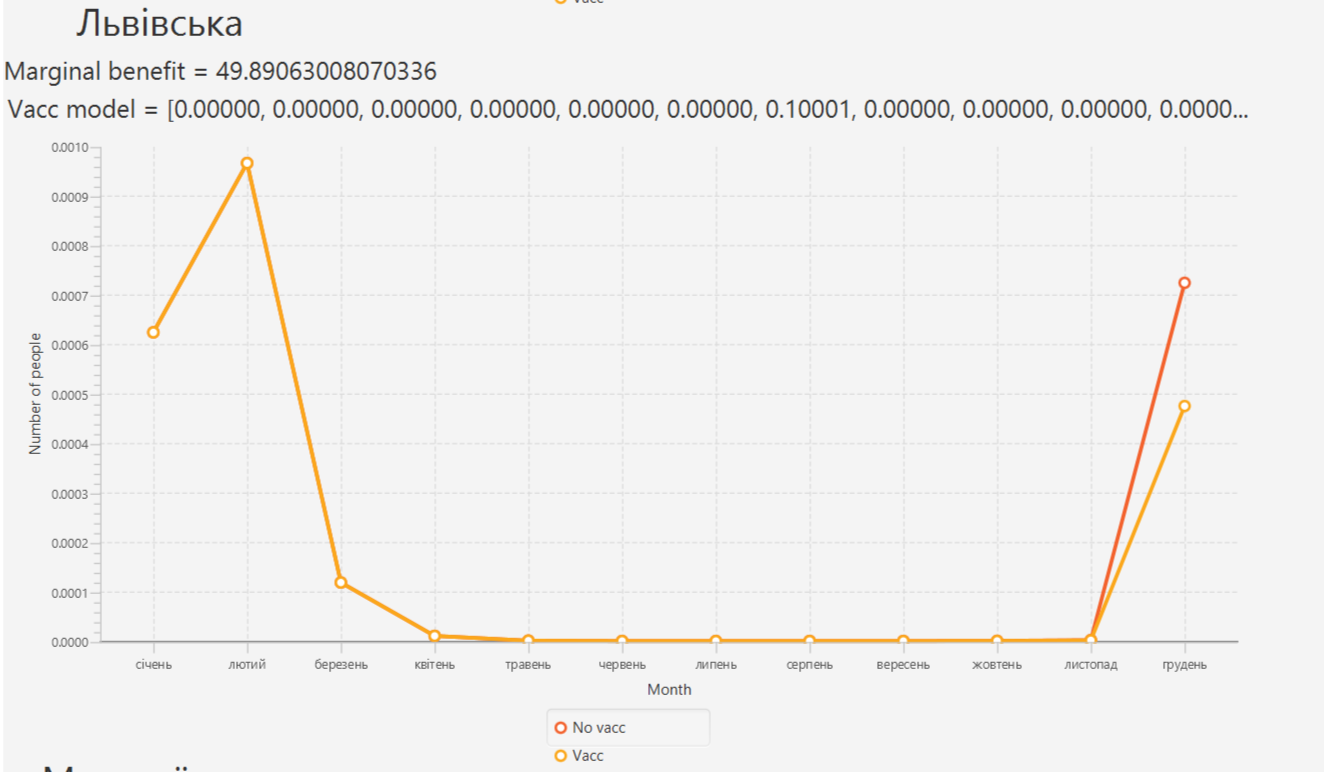 Львівська
Marginal benefit = 49.89063008070336
Vacc model = [0.00000, 0.00000, 0.00000, 0.00000, 0.00000, 0.00000, 0.10001, 0.00000, 0.00000, 0.00000, 0.0000...
0.0010
0.0009
0.0008
0.0007
0.0006
0.0005
0.0004
0.0003
0.0002
0.0001
0.0000
Number of people
січень лютий березень квітень травень червень липень серпень вересень жовтень листопад грудень
Month
No vacc
Vacc